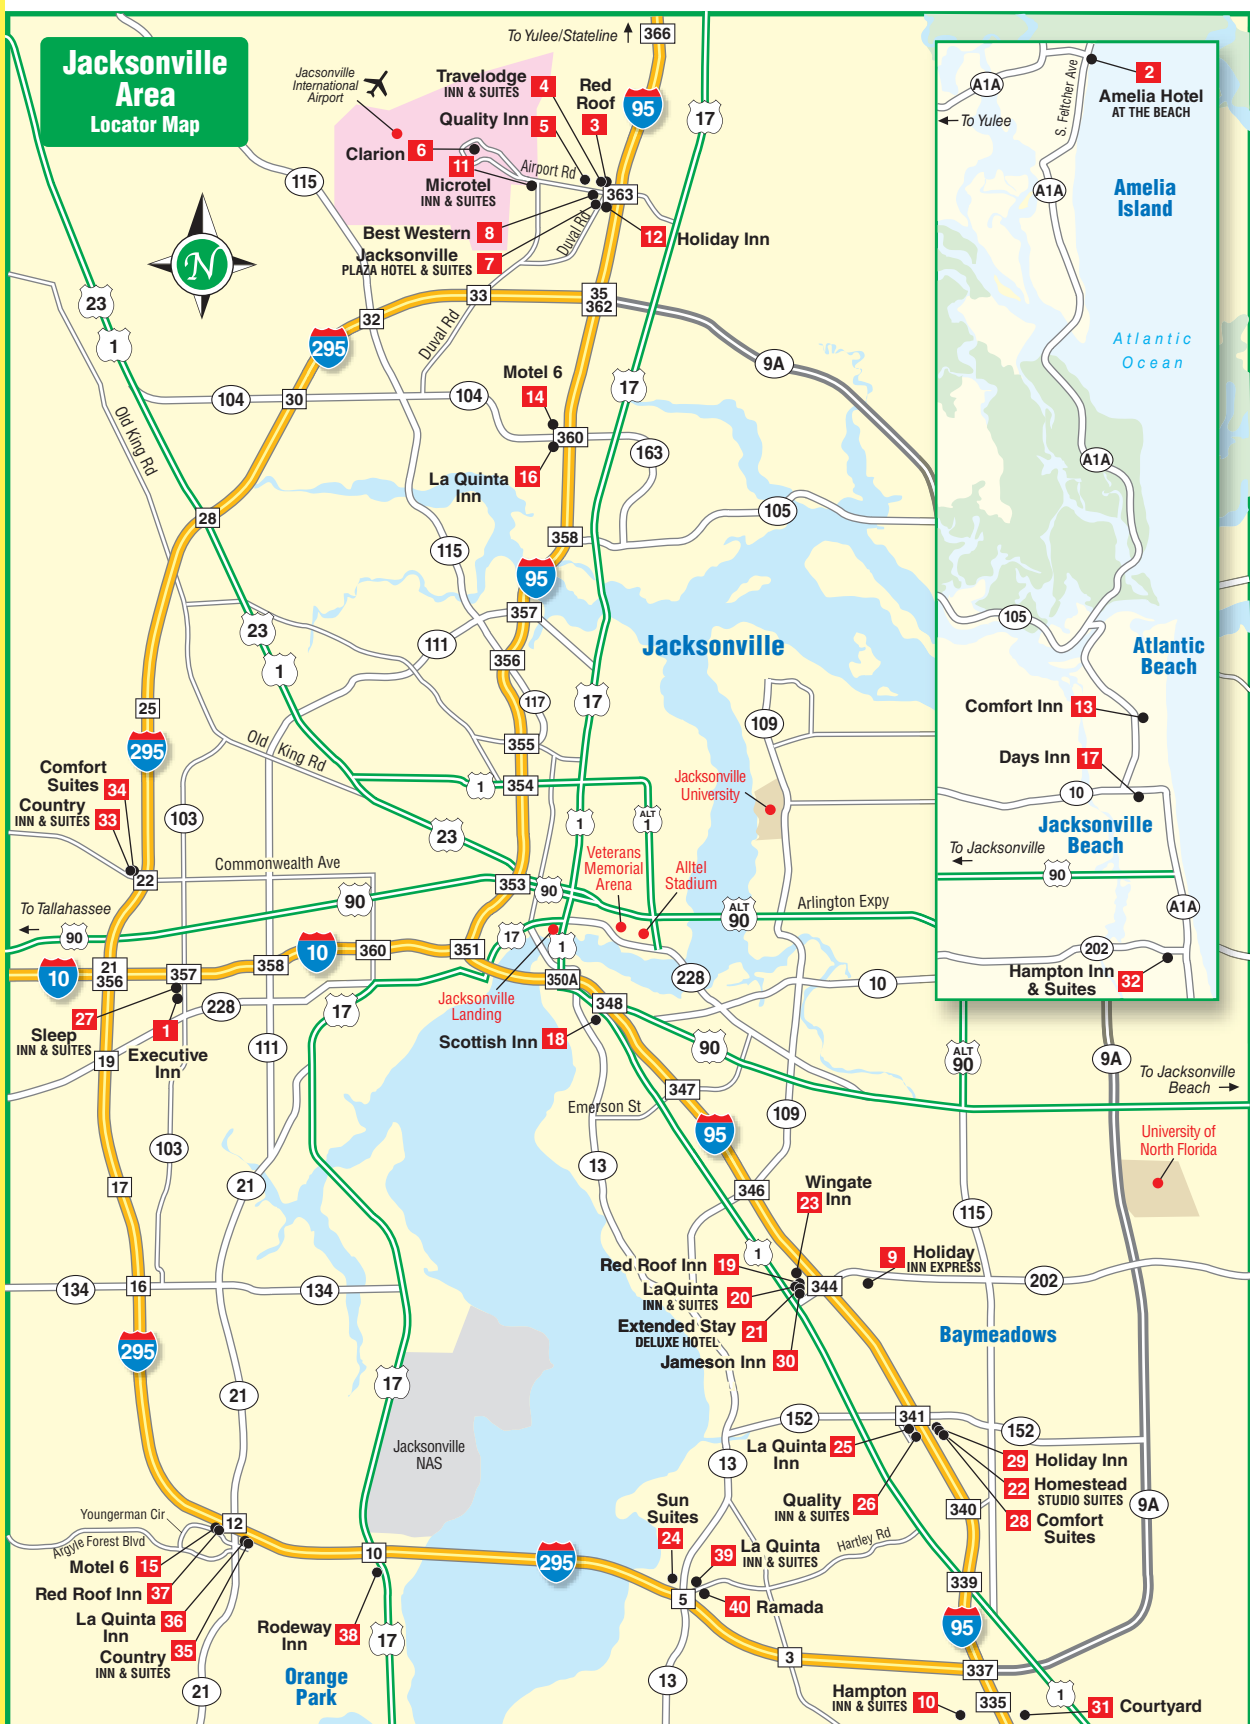 Jacksonville
Area
Locator Map
To Yulee/Stateline
366
95
17
Jacsonville
International
Airport
Travelodge
INN & SUITES
4
Red
Roof
3
Quality Inn
5
Clarion
6
11
Microtel
INN & SUITES
Airport Rd
363
Best Western
8
Jacksonville
PLAZA HOTEL & SUITES
7
Duval Rd
12
Holiday Inn
115
N
23
1
33
35
362
32
295
Duval Rd
9A
104
30
104
Motel 6
14
17
360
163
Old King Rd
La Quinta
Inn
16
28
105
115
358
95
357
23
111
Jacksonville
1
356
25
117
17
109
295
Old King Rd
355
354
1
Comfort
Suites
34
Country
INN & SUITES
33
103
23
1
ALT
1
Jacksonville
University
Veterans
Memorial
Arena
Alltel
Stadium
Commonwealth Ave
22
353
90
90
ALT
90
Arlington Expy
To Tallahassee
90
17
1
10
21
356
357
358
10
360
351
350A
228
10
27
Sleep
INN & SUITES
1
Executive
Inn
228
17
Jacksonville
Landing
348
Scottish Inn
18
19
111
90
ALT
90
9A
To Jacksonville
Beach
347
Emerson St
109
95
103
13
University of
North Florida
17
21
346
Wingate
Inn
23
115
1
9
Holiday
INN EXPRESS
134
16
134
Red Roof Inn
19
LaQuinta
INN & SUITES
20
344
202
Extended Stay
DELUXE HOTEL
21
Jameson Inn
30
Baymeadows
295
21
17
Jacksonville
NAS
152
341
152
La Quinta
Inn
25
13
29
Holiday Inn
22
Homestead
STUDIO SUITES
Quality
INN & SUITES
26
28
Comfort
Suites
340
9A
Youngerman Cir
Argyle Forest Blvd
12
Sun
Suites
24
39
La Quinta
INN & SUITES
Hartley Rd
Motel 6
15
10
295
Red Roof Inn
37
5
40
Ramada
339
La Quinta
Inn
36
Rodeway
Inn
38
17
95
Country
INN & SUITES
35
3
337
21
Orange
Park
13
Hampton
INN & SUITES
10
335
1
31
Courtyard
2
Amelia Hotel
AT THE BEACH
A1A
To Yulee
S. Feltcher Ave
A1A
Amelia
Island
Atlantic
Ocean
A1A
105
Atlantic
Beach
Comfort Inn
13
Days Inn
17
10
Jacksonville
Beach
To Jacksonville
90
A1A
202
Hampton Inn
& Suites
32